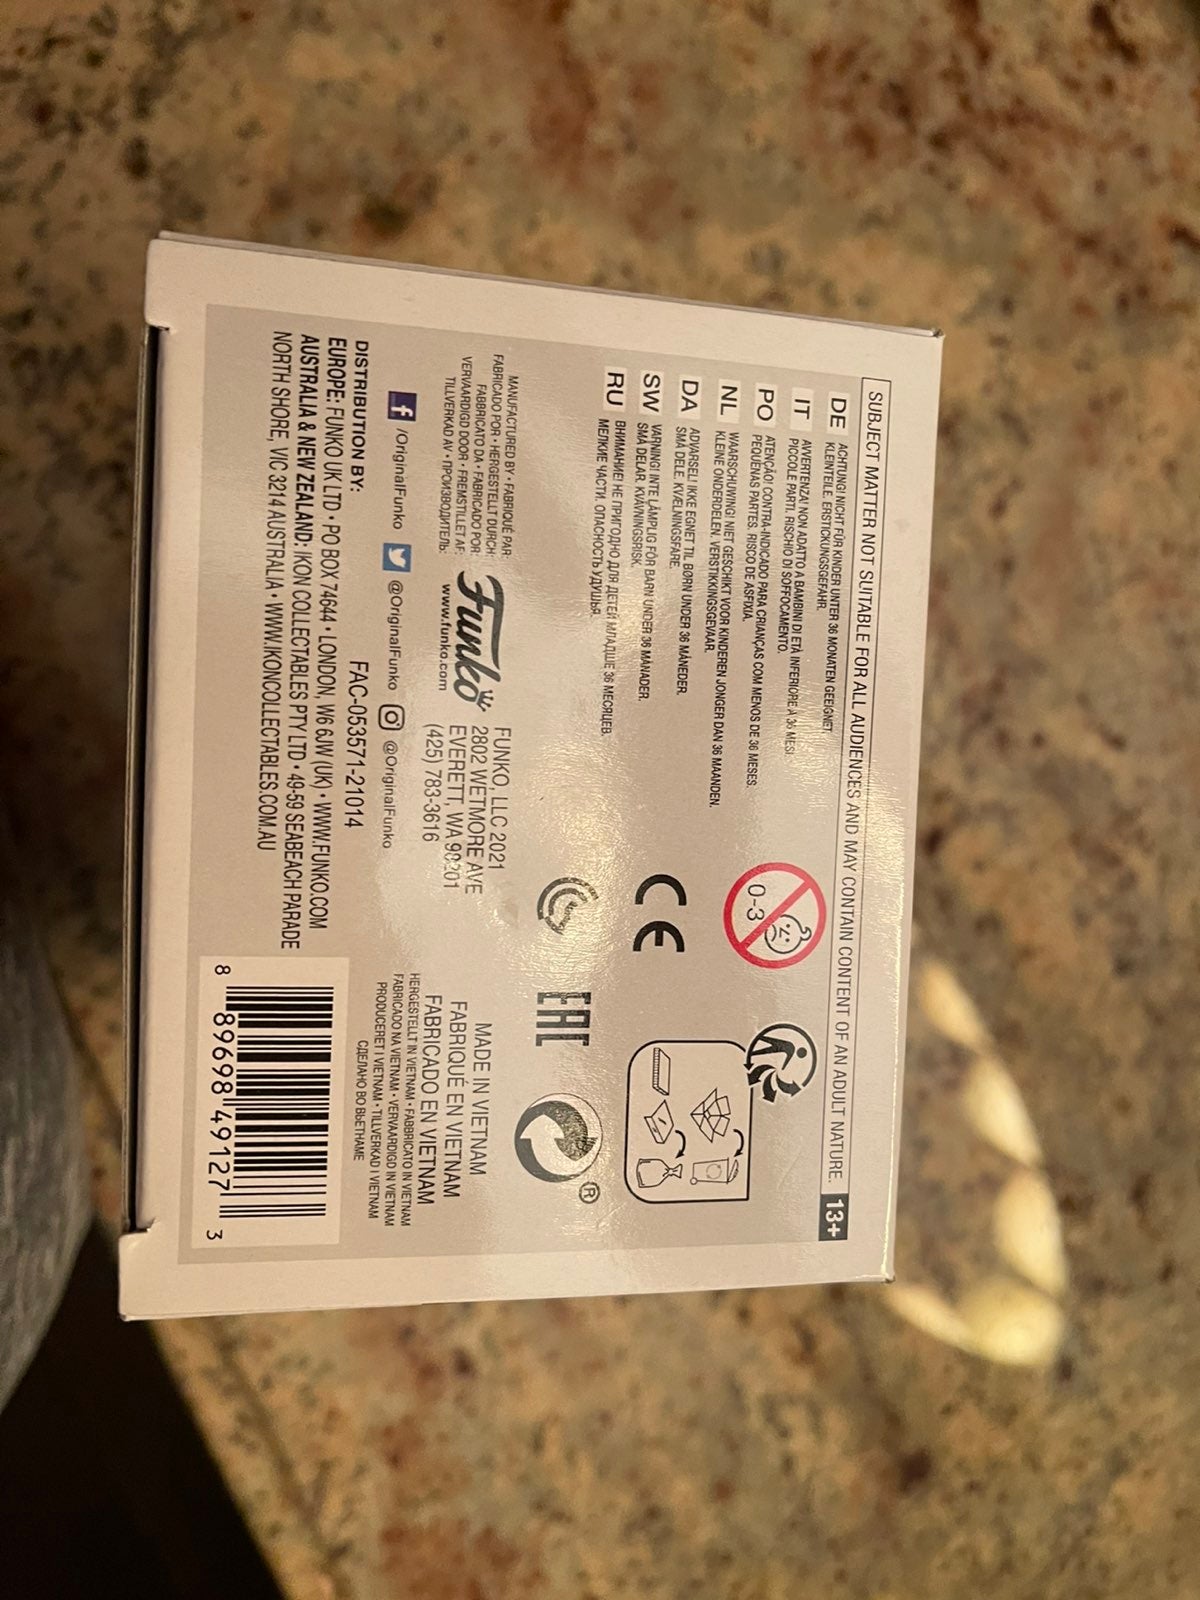 SUBJECT MATTER NOT SUITABLE FOR ALL AUDIENCES AND MAY CONTAIN CONTENT OF AN ADULT NATURE. 13+
DE ACHTUNG! NICHT FÜR KINDER UNTER 36 MONATEN GEEIGNET.
KLEINTEILE. ERSTICKUNGSGEFAHR.
IT AVVERTENZA! NON ADATTO A BAMBINI DI ETÀ INFERIORE A 36 MESI.
PICCOLE PARTI. RISCHIO DI SOFFOCAMENTO.
PO ATENÇÃO! CONTRA-INDICADO PARA CRIANÇAS COM MENOS DE 36 MESES.
PEQUENAS PARTES. RISCO DE ASFIXIA.
NL WAARSCHUWING! NIET GESCHIKT VOOR KINDEREN JONGER DAN 36 MAANDEN.
KLEINE ONDERDELEN. VERSTIKKINGSGEVAAR.
DA ADVARSEL! IKKE EGNET TIL BØRN UNDER 36 MÅNEDER.
SMÅ DELE. KVÆLNINGSFARE.
SW VARNING! INTE LÄMPLIG FÖR BARN UNDER 36 MÅNADER.
SMÅ DELAR. KVÄVNINGSRISK.
RU ВНИМАНИЕ! НЕ ПРИГОДНО ДЛЯ ДЕТЕЙ МЛАДШЕ 36 МЕСЯЦЕВ.
МЕЛКИЕ ЧАСТИ. ОПАСНОСТЬ УДУШЬЯ.
0-3
CE
EAC
®
MANUFACTURED BY • FABRIQUÉ PAR:
FABRICADO POR • HERGESTELLT DURCH:
FABBRICATO DA • FABRICADO POR:
VERVAARDIGD DOOR • FREMSTILLET AF:
TILLVERKAD AV • ПРОИЗВОДИТЕЛЬ:
Funko
www.funko.com
FUNKO, LLC 2021
2802 WETMORE AVE
EVERETT, WA 98201
(425) 783-3616
MADE IN VIETNAM
FABRIQUÉ EN VIETNAM
FABRICADO EN VIETNAM
HERGESTELLT IN VIETNAM • FABBRICATO IN VIETNAM
FABRICADO NA VIETNAM • VERVAARDIGD IN VIETNAM
PRODUCERET I VIETNAM • TILLVERKAD I VIETNAM
СДЕЛАНО ВО ВЬЕТНАМЕ
f /OriginalFunko @OriginalFunko @OriginalFunko
DISTRIBUTION BY: FAC-053571-21014
EUROPE: FUNKO UK LTD • PO BOX 74644 • LONDON, W6 6JW (UK) • WWW.FUNKO.COM
AUSTRALIA & NEW ZEALAND: IKON COLLECTABLES PTY LTD • 49-59 SEABEACH PARADE
NORTH SHORE, VIC 3214 AUSTRALIA • WWW.IKONCOLLECTABLES.COM.AU
8 89698 49127 3